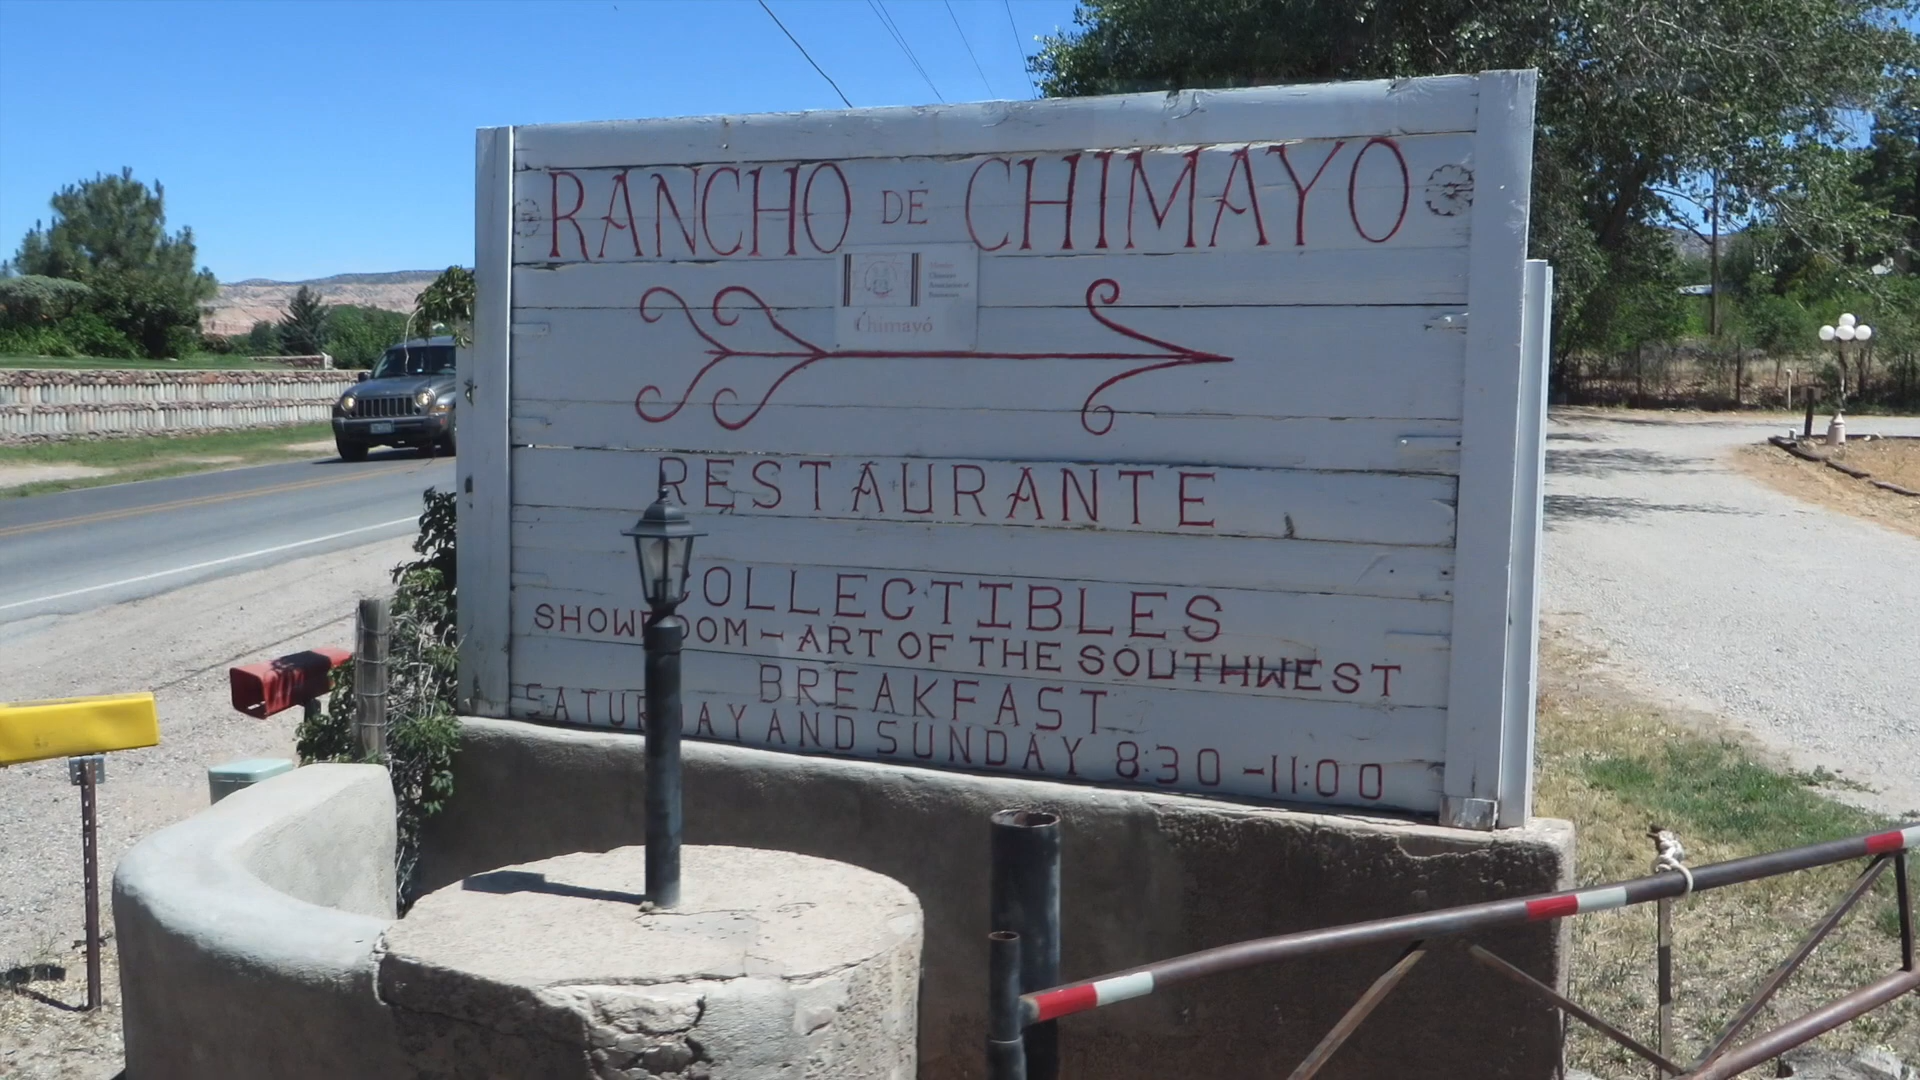 RANCHO DE CHIMAYO
Chimayó
RESTAURANTE
COLLECTIBLES
SHOWROOM - ART OF THE SOUTHWEST
BREAKFAST
SATURDAY AND SUNDAY 8:30 - 11:00